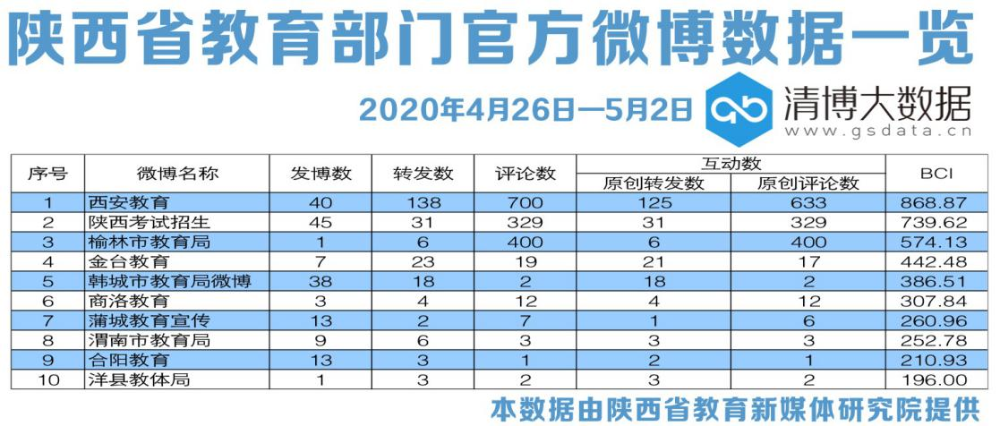 陕西省教育部门官方微博数据一览
2020年4月26日—5月2日
清博大数据
www.gsdata.cn
序号 微博名称 发博数 转发数 评论数 互动数 BCI
原创转发数 原创评论数
1 西安教育 40 138 700 125 633 868.87
2 陕西考试招生 45 31 329 31 329 739.62
3 榆林市教育局 1 6 400 6 400 574.13
4 金台教育 7 23 19 21 17 442.48
5 韩城市教育局微博 38 18 2 18 2 386.51
6 商洛教育 3 4 12 4 12 307.84
7 蒲城教育宣传 13 2 7 1 6 260.96
8 渭南市教育局 9 6 3 3 3 252.78
9 合阳教育 13 3 1 2 1 210.93
10 洋县教体局 1 3 2 3 2 196.00
本数据由陕西省教育新媒体研究院提供